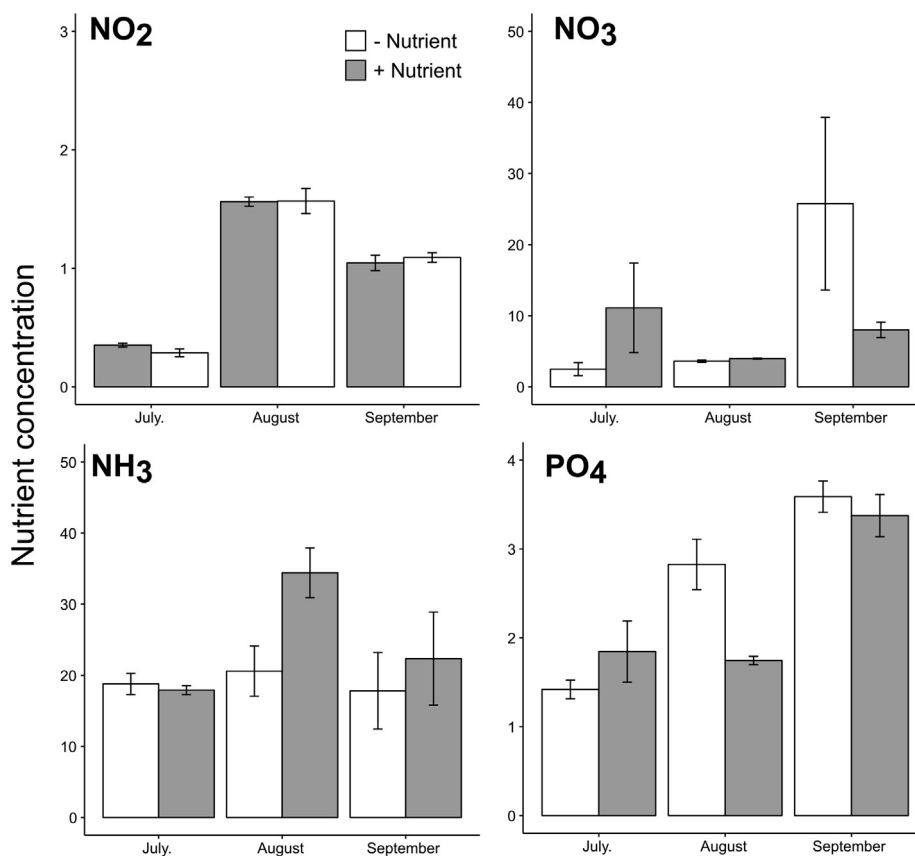 Nutrient concentration
NO2
- Nutrient
+ Nutrient
3
2
1
0
July.
August
September
NO3
50
40
30
20
10
0
July.
August
September
NH3
50
40
30
20
10
0
July.
August
September
PO4
4
3
2
1
0
July.
August
September